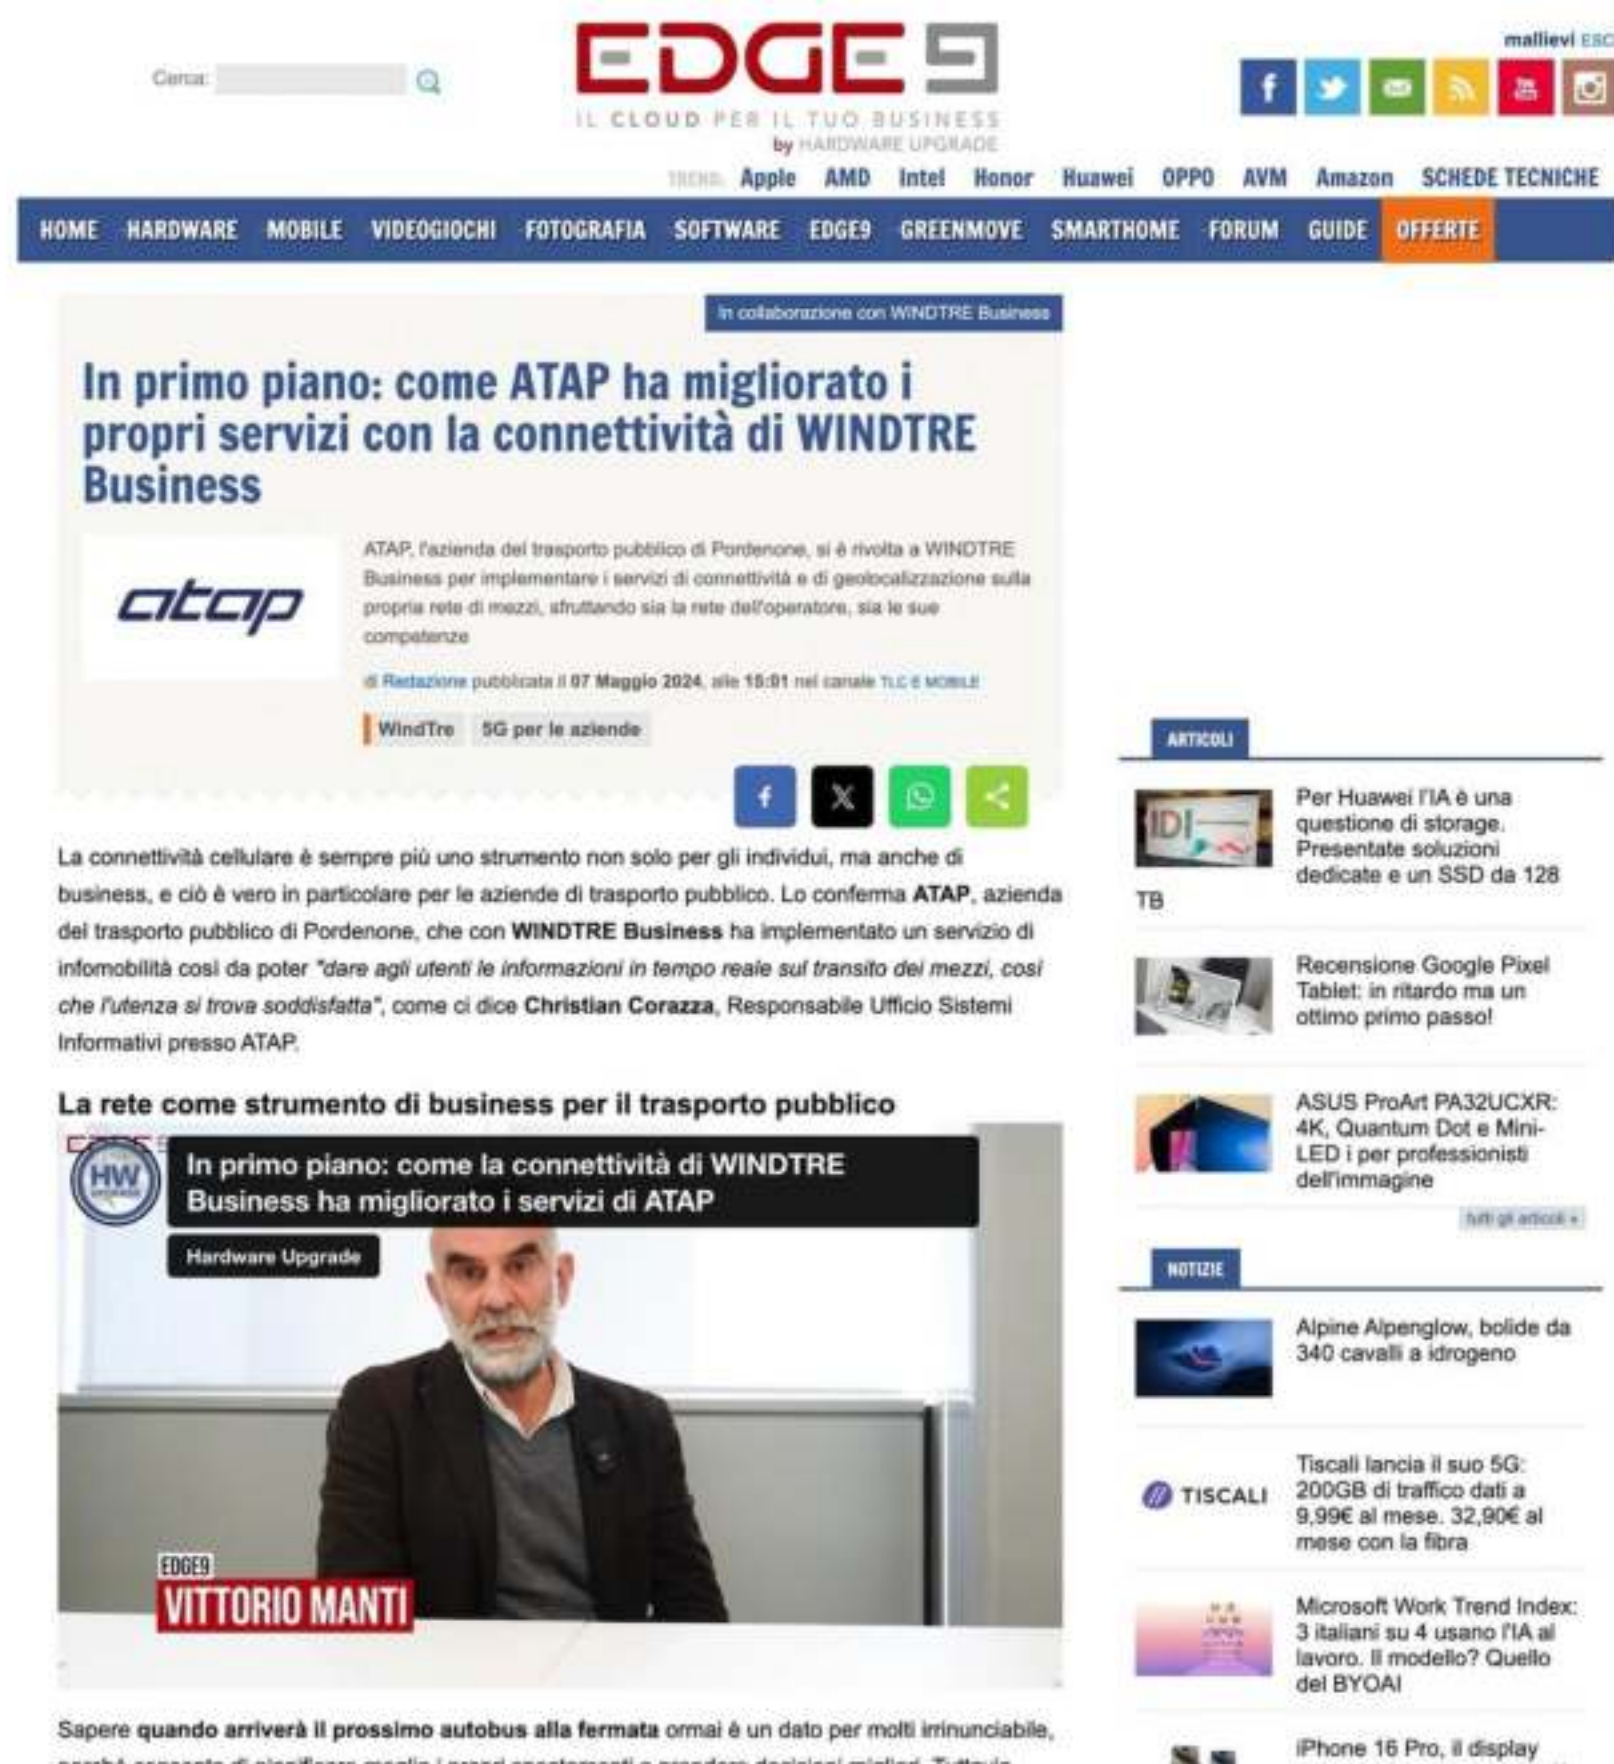 mallievi ESC
Cerca:
EDGE9
IL CLOUD PER IL TUO BUSINESS
by HARDWARE UPGRADE
TREND: Apple AMD Intel Honor Huawei OPPO AVM Amazon SCHEDE TECNICHE
HOME HARDWARE MOBILE VIDEOGIOCHI FOTOGRAFIA SOFTWARE EDGE9 GREENMOVE SMARTHOME FORUM GUIDE OFFERTE
In collaborazione con WINDTRE Business
In primo piano: come ATAP ha migliorato i
propri servizi con la connettività di WINDTRE
Business
atap
ATAP, l'azienda del trasporto pubblico di Pordenone, si è rivolta a WINDTRE
Business per implementare i servizi di connettività e di geolocalizzazione sulla
propria rete di mezzi, sfruttando sia la rete dell'operatore, sia le sue
competenze
di Redazione pubblicata il 07 Maggio 2024, alle 15:01 nel canale TLC E MOBILE
WindTre 5G per le aziende
La connettività cellulare è sempre più uno strumento non solo per gli individui, ma anche di
business, e ciò è vero in particolare per le aziende di trasporto pubblico. Lo conferma ATAP, azienda
del trasporto pubblico di Pordenone, che con WINDTRE Business ha implementato un servizio di
infomobilità così da poter "dare agli utenti le informazioni in tempo reale sul transito dei mezzi, così
che l'utenza si trova soddisfatta", come ci dice Christian Corazza, Responsabile Ufficio Sistemi
Informativi presso ATAP.
La rete come strumento di business per il trasporto pubblico
HW
UPGRADE
In primo piano: come la connettività di WINDTRE
Business ha migliorato i servizi di ATAP
Hardware Upgrade
EDGE9
VITTORIO MANTI
Sapere quando arriverà il prossimo autobus alla fermata ormai è un dato per molti irrinunciabile,
ARTICOLI
Per Huawei l'IA è una
questione di storage.
Presentate soluzioni
dedicate e un SSD da 128
TB
Recensione Google Pixel
Tablet: in ritardo ma un
ottimo primo passo!
ASUS ProArt PA32UCXR:
4K, Quantum Dot e Mini-
LED i per professionisti
dell'immagine
tutti gli articoli »
NOTIZIE
Alpine Alpenglow, bolide da
340 cavalli a idrogeno
TISCALI
Tiscali lancia il suo 5G:
200GB di traffico dati a
9,99€ al mese. 32,90€ al
mese con la fibra
Microsoft Work Trend Index:
3 italiani su 4 usano l'IA al
lavoro. Il modello? Quello
del BYOAI
iPhone 16 Pro, il display